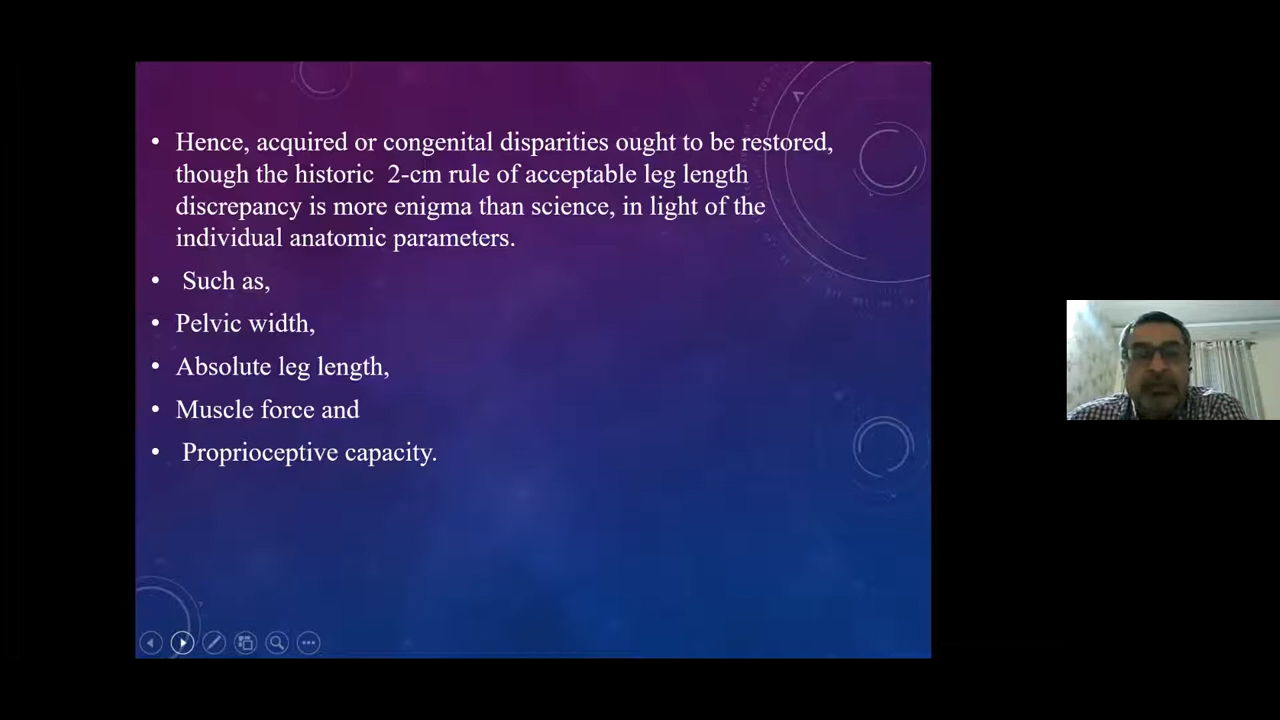 • Hence, acquired or congenital disparities ought to be restored,
though the historic 2-cm rule of acceptable leg length
discrepancy is more enigma than science, in light of the
individual anatomic parameters.
• Such as,
• Pelvic width,
• Absolute leg length,
• Muscle force and
• Proprioceptive capacity.